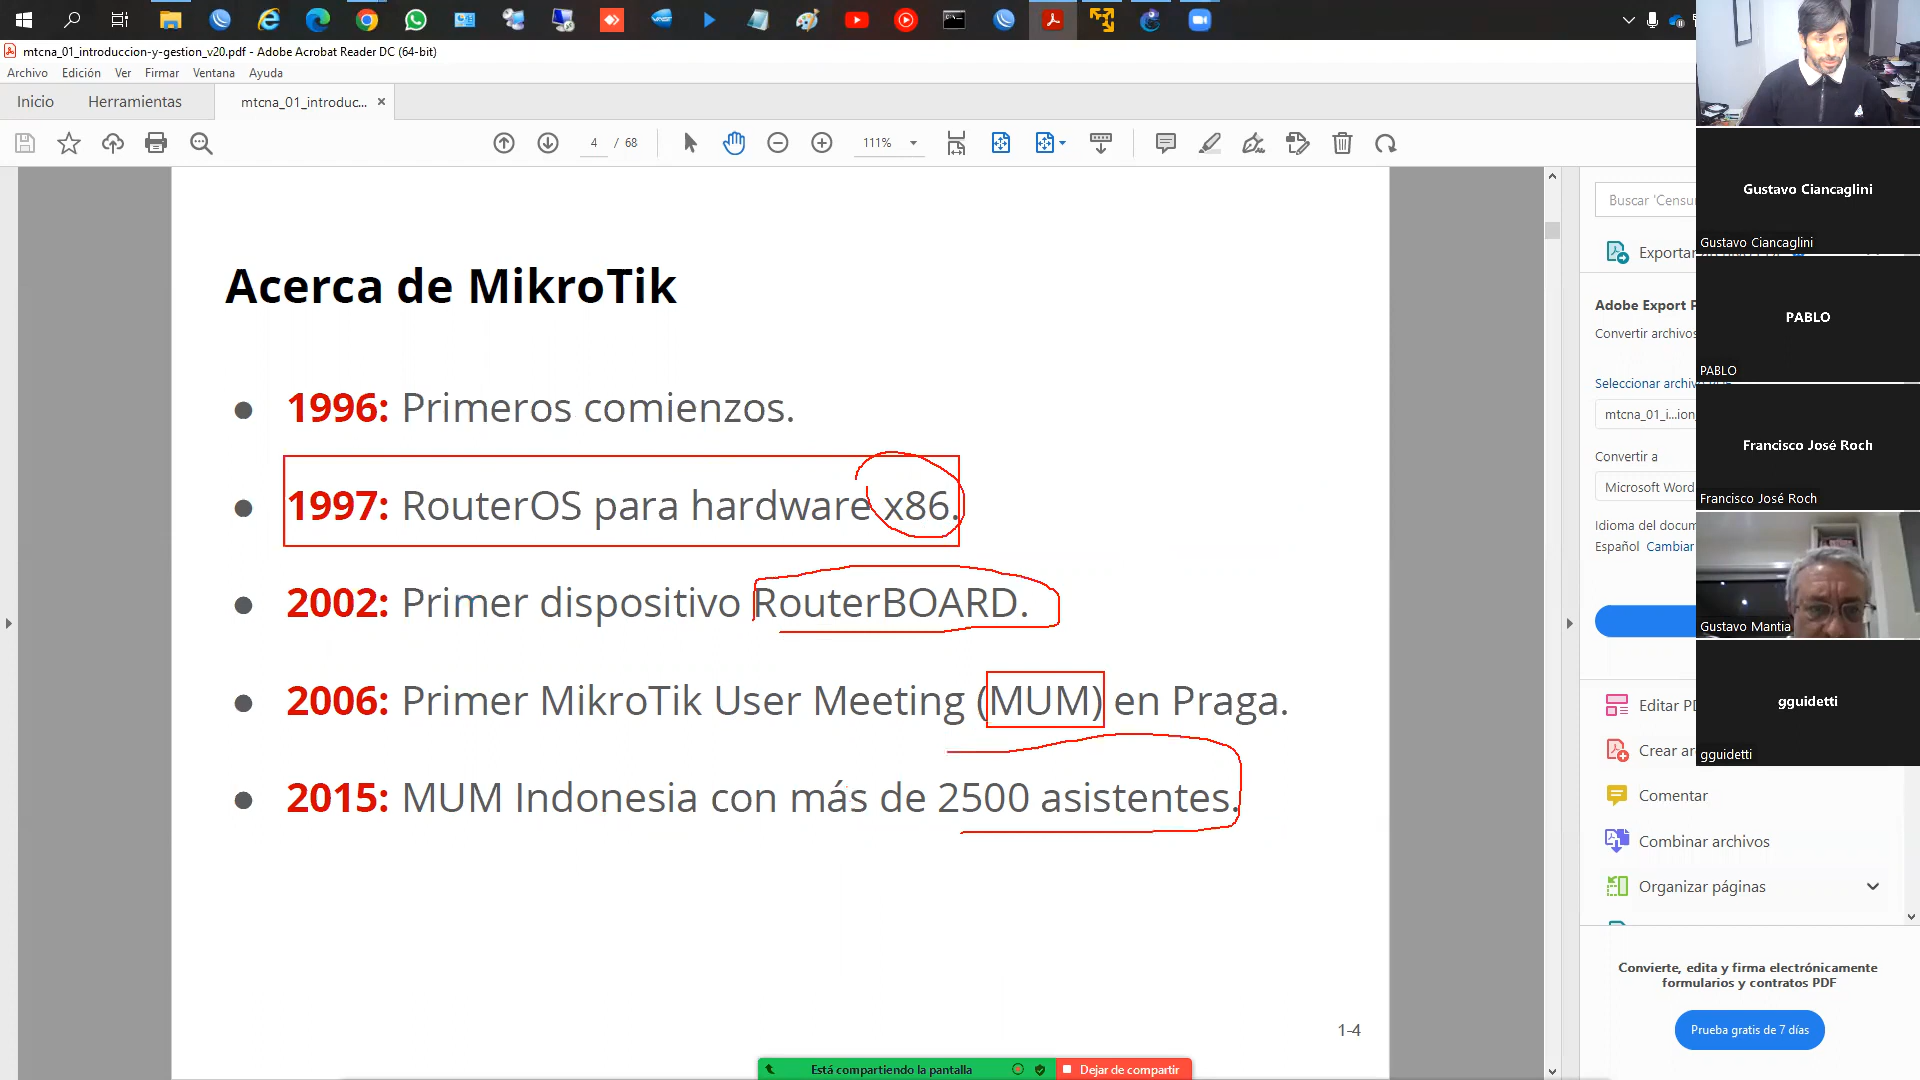 mtcna_01_introduccion-y-gestion_v20.pdf - Adobe Acrobat Reader DC (64-bit)
Archivo Edición Ver Firmar Ventana Ayuda
Inicio Herramientas mtcna_01_introduc... ×
4 / 68 111%
Acerca de MikroTik
● 1996: Primeros comienzos.
● 1997: RouterOS para hardware x86.
● 2002: Primer dispositivo RouterBOARD.
● 2006: Primer MikroTik User Meeting (MUM) en Praga.
● 2015: MUM Indonesia con más de 2500 asistentes.
1-4
Buscar 'Censu
Exportar
Adobe Export P
Convertir archivos
Seleccionar archiv
mtcna_01_i...ion
Convertir a
Microsoft Word
Idioma del docum
Español Cambiar
Editar PD
Crear ar
Comentar
Combinar archivos
Organizar páginas
Convierte, edita y firma electrónicamente
formularios y contratos PDF
Prueba gratis de 7 días
Gustavo Ciancaglini
Gustavo Ciancaglini
PABLO
PABLO
Francisco José Roch
Francisco José Roch
Gustavo Mantia
gguidetti
gguidetti
Está compartiendo la pantalla Dejar de compartir